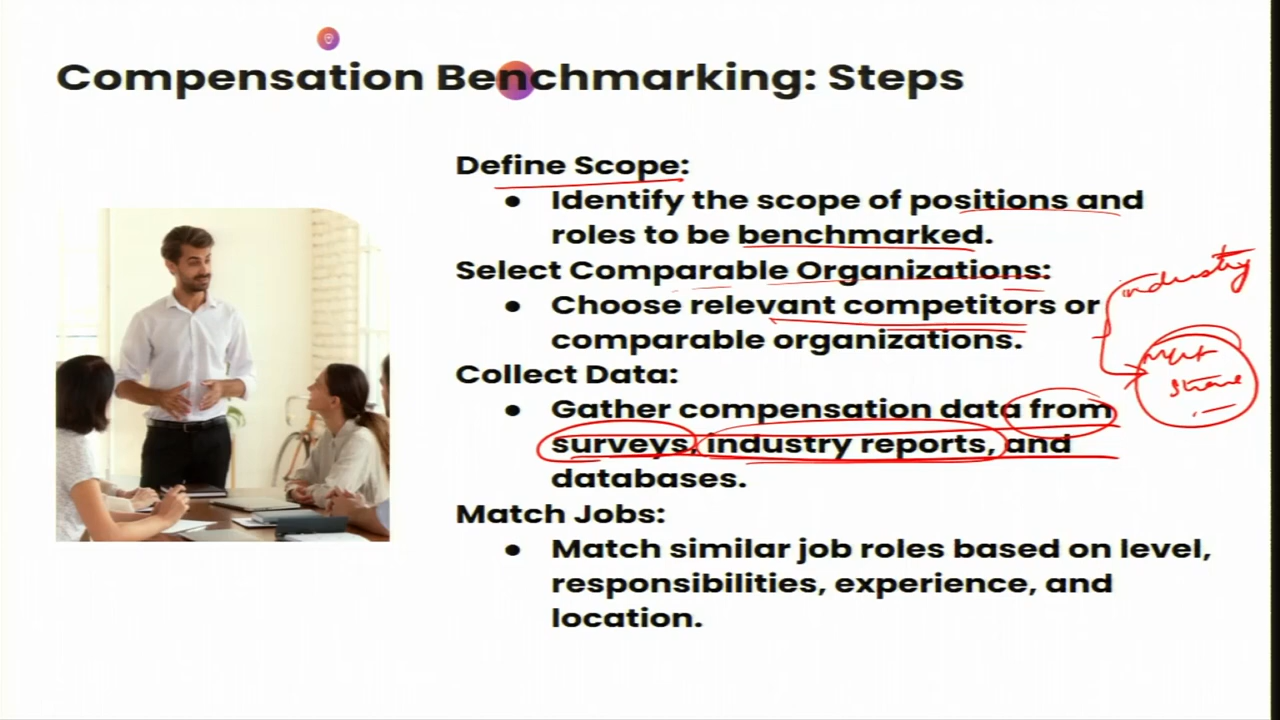 Compensation Benchmarking: Steps
Define Scope:
● Identify the scope of positions and
roles to be benchmarked.
Select Comparable Organizations:
● Choose relevant competitors or
comparable organizations.
Collect Data:
● Gather compensation data from
surveys, industry reports, and
databases.
Match Jobs:
● Match similar job roles based on level,
responsibilities, experience, and
location.
industry
share